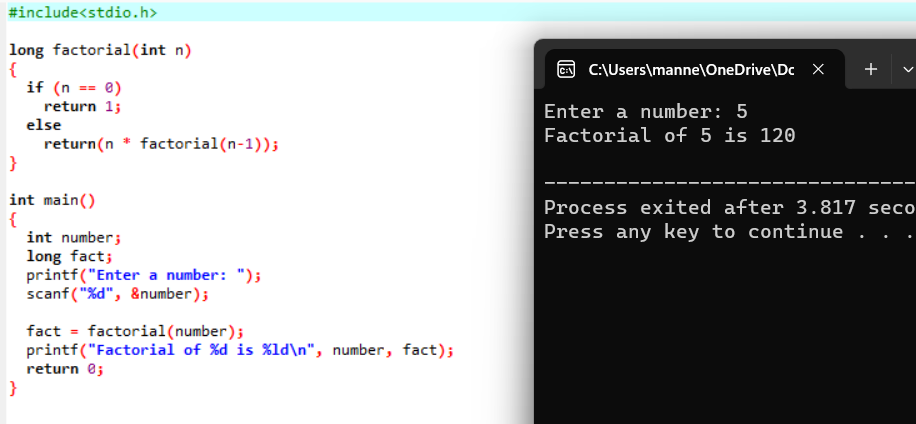 #include<stdio.h>

long factorial(int n)
{
  if (n == 0)
    return 1;
  else
    return(n * factorial(n-1));
}

int main()
{
  int number;
  long fact;
  printf("Enter a number: ");
  scanf("%d", &number);

  fact = factorial(number);
  printf("Factorial of %d is %ld\n", number, fact);
  return 0;
}
C:\Users\manne\OneDrive\Dc
Enter a number: 5
Factorial of 5 is 120

-------------------------------
Process exited after 3.817 seco
Press any key to continue . . .